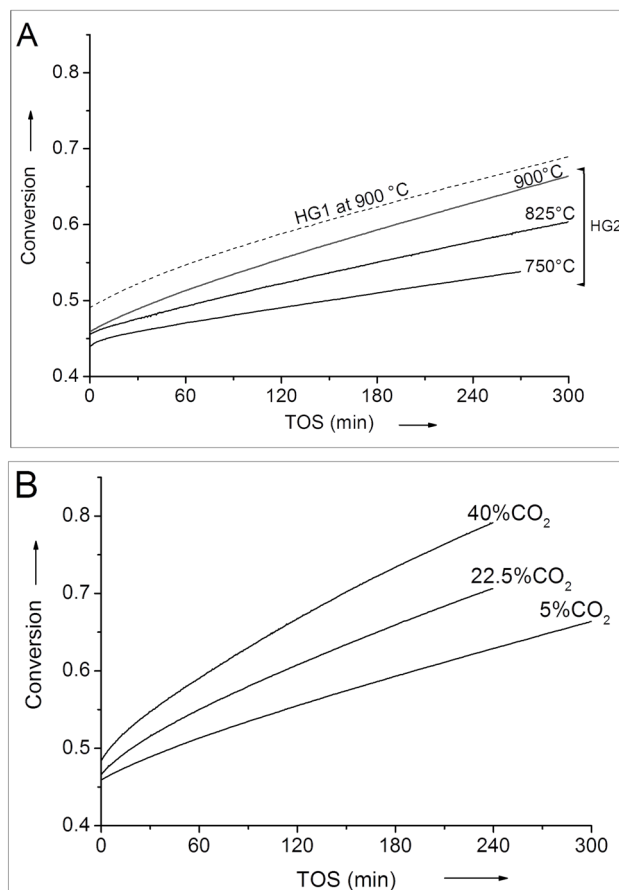 A
0.8
0.7
0.6
0.5
0.4
Conversion
HG1 at 900 °C
900°C
825°C
750°C
HG2
0 60 120 180 240 300
TOS (min)
B
0.8
0.7
0.6
0.5
0.4
Conversion
40%CO₂
22.5%CO₂
5%CO₂
0 60 120 180 240 300
TOS (min)